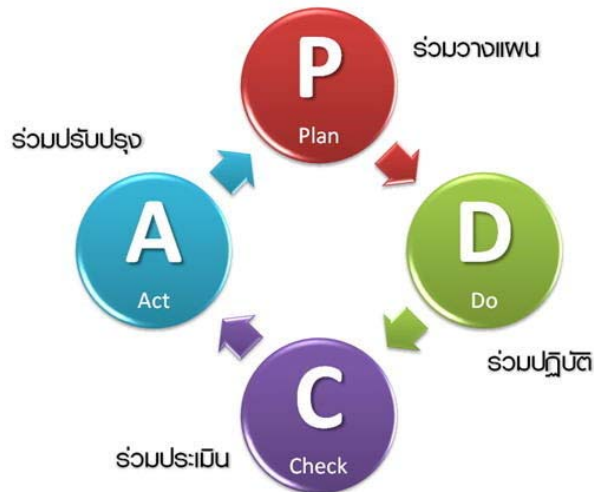 P
Plan
ร่วมวางแผน
D
Do
ร่วมปฏิบัติ
C
Check
ร่วมประเมิน
A
Act
ร่วมปรับปรุง